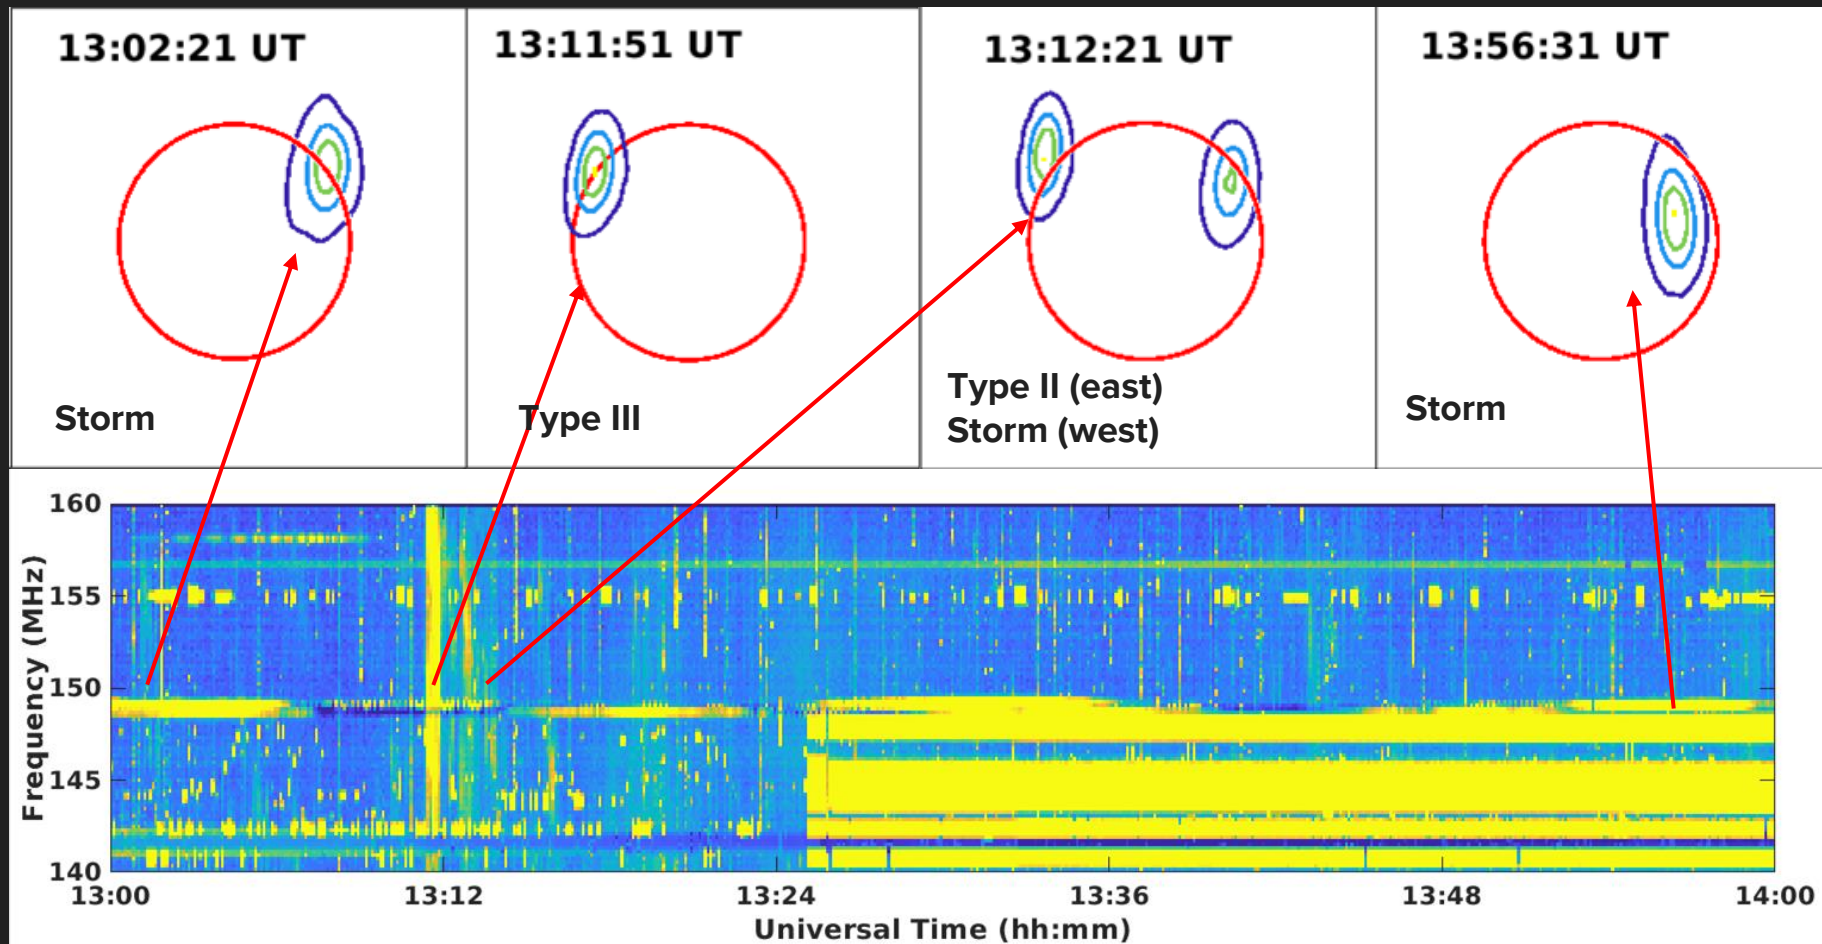 13:02:21 UT
13:11:51 UT
13:12:21 UT
13:56:31 UT
Storm
Type III
Type II (east)
Storm (west)
Storm
160
155
150
145
140
Frequency (MHz)
13:00
13:12
13:24
13:36
13:48
14:00
Universal Time (hh:mm)